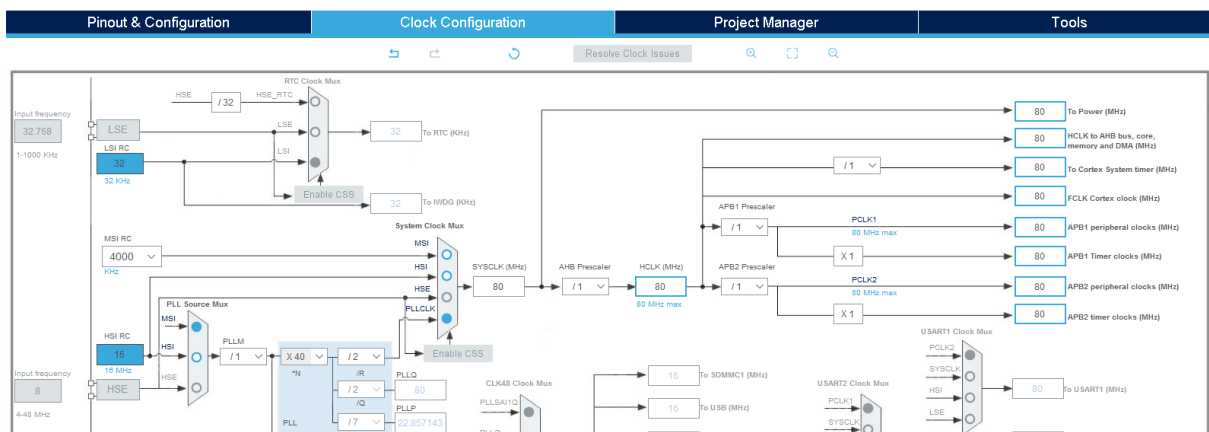 Pinout & Configuration Clock Configuration Project Manager Tools
Resolve Clock Issues
RTC Clock Mux
HSE / 32 HSE_RTC
Input frequency
32.768
1-1000 KHz
LSE
LSE
32 To RTC (KHz)
LSI RC
32
32 KHz
LSI
Enable CSS
32 To IWDG (KHz)
80 To Power (MHz)
80 HCLK to AHB bus, core,
memory and DMA (MHz)
/ 1 80 To Cortex System timer (MHz)
80 FCLK Cortex clock (MHz)
APB1 Prescaler
/ 1
PCLK1
80 MHz max
80 APB1 peripheral clocks (MHz)
X 1 80 APB1 Timer clocks (MHz)
System Clock Mux
MSI RC
4000
KHz
MSI
HSI
HSE
PLLCLK
SYSCLK (MHz)
80
AHB Prescaler
/ 1
HCLK (MHz)
80
80 MHz max
APB2 Prescaler
/ 1
PCLK2
80 MHz max
80 APB2 peripheral clocks (MHz)
X 1 80 APB2 timer clocks (MHz)
Enable CSS
PLL Source Mux
MSI
HSI RC
16
16 MHz
HSI
HSE
PLLM
/ 1
X 40
*N
/ 2
/R
PLLQ
/ 2
80
/Q
PLLP
PLL
/ 7
22.857143
Input frequency
8
4-48 MHz
HSE
CLK48 Clock Mux
PLLSAI1Q
16 To SDMMC1 (MHz)
16 To USB (MHz)
USART2 Clock Mux
PCLK1
SYSCLK
USART1 Clock Mux
PCLK2
SYSCLK
HSI
LSE
80 To USART1 (MHz)